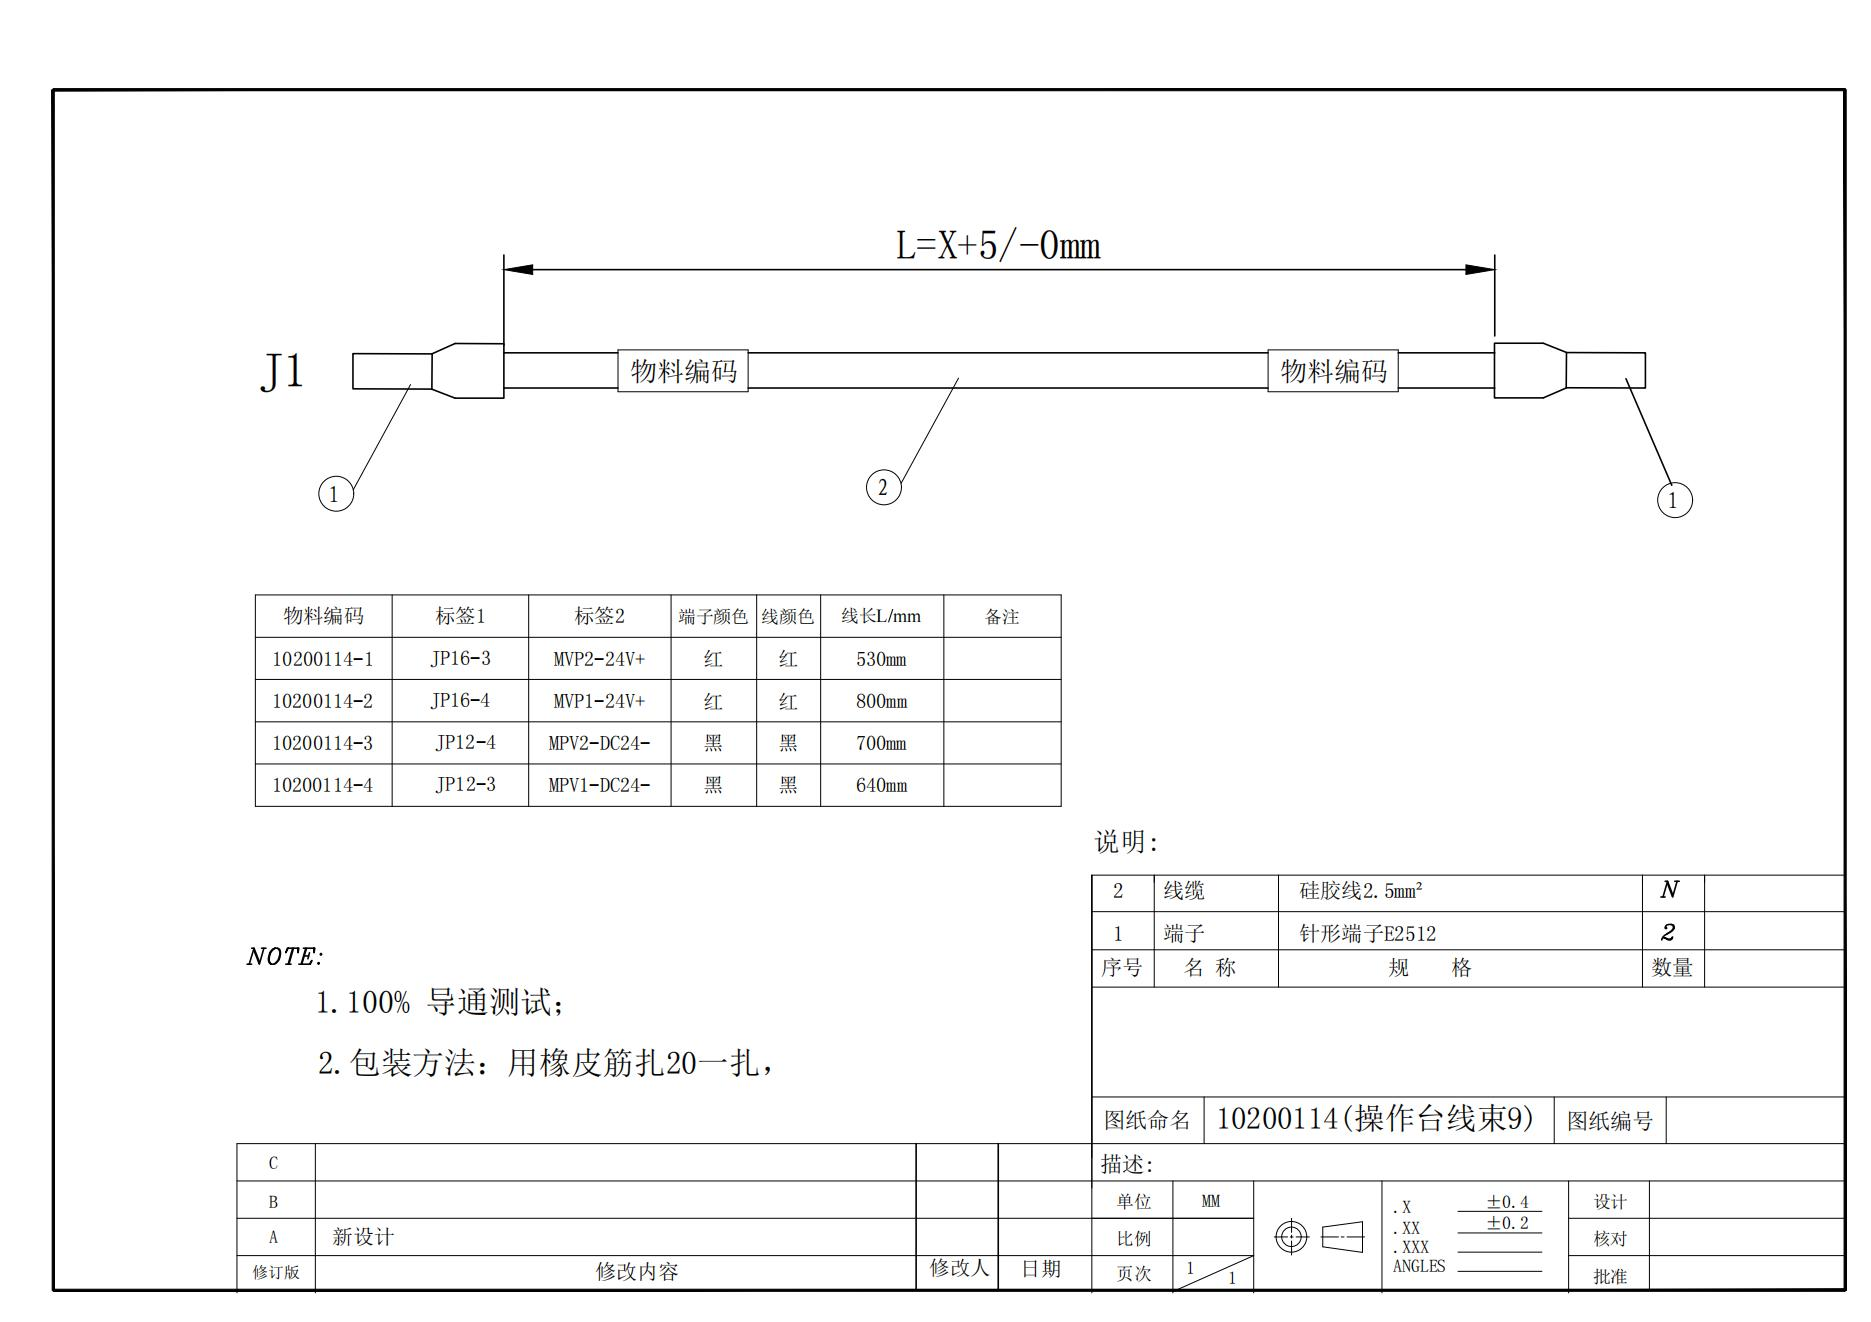 L=X+5/-0mm
J1
物料编码 物料编码
1 2 1
物料编码 标签1 标签2 端子颜色 线颜色 线长L/mm 备注
10200114-1 JP16-3 MVP2-24V+ 红 红 530mm
10200114-2 JP16-4 MVP1-24V+ 红 红 800mm
10200114-3 JP12-4 MPV2-DC24- 黑 黑 700mm
10200114-4 JP12-3 MPV1-DC24- 黑 黑 640mm
说明:
2 线缆 硅胶线2.5mm² N
1 端子 针形端子E2512 2
序号 名 称 规 格 数量
NOTE:
1.100% 导通测试;
2.包装方法: 用橡皮筋扎20一扎,
图纸命名 10200114(操作台线束9) 图纸编号
描述:
C
B
A 新设计
修订版 修改内容 修改人 日期
单位 MM
比例
页次 1 1
.X ±0.4
.XX ±0.2
.XXX
ANGLES
设计
核对
批准